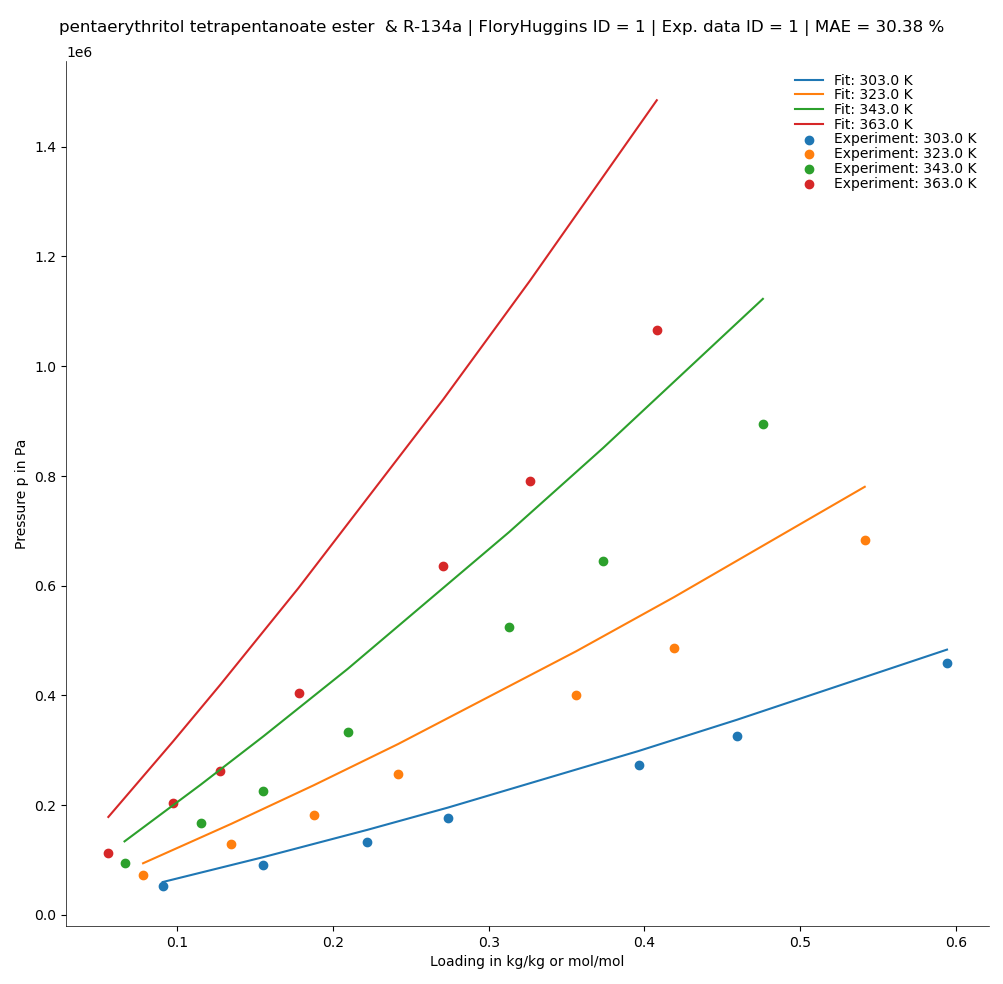 pentaerythritol tetrapentanoate ester  & R-134a | FloryHuggins ID = 1 | Exp. data ID = 1 | MAE = 30.38 %
1e6
Fit: 303.0 K
Fit: 323.0 K
Fit: 343.0 K
Fit: 363.0 K
Experiment: 303.0 K
Experiment: 323.0 K
Experiment: 343.0 K
Experiment: 363.0 K
1.4
1.2
1.0
0.8
0.6
0.4
0.2
0.0
Pressure p in Pa
0.1 0.2 0.3 0.4 0.5 0.6
Loading in kg/kg or mol/mol